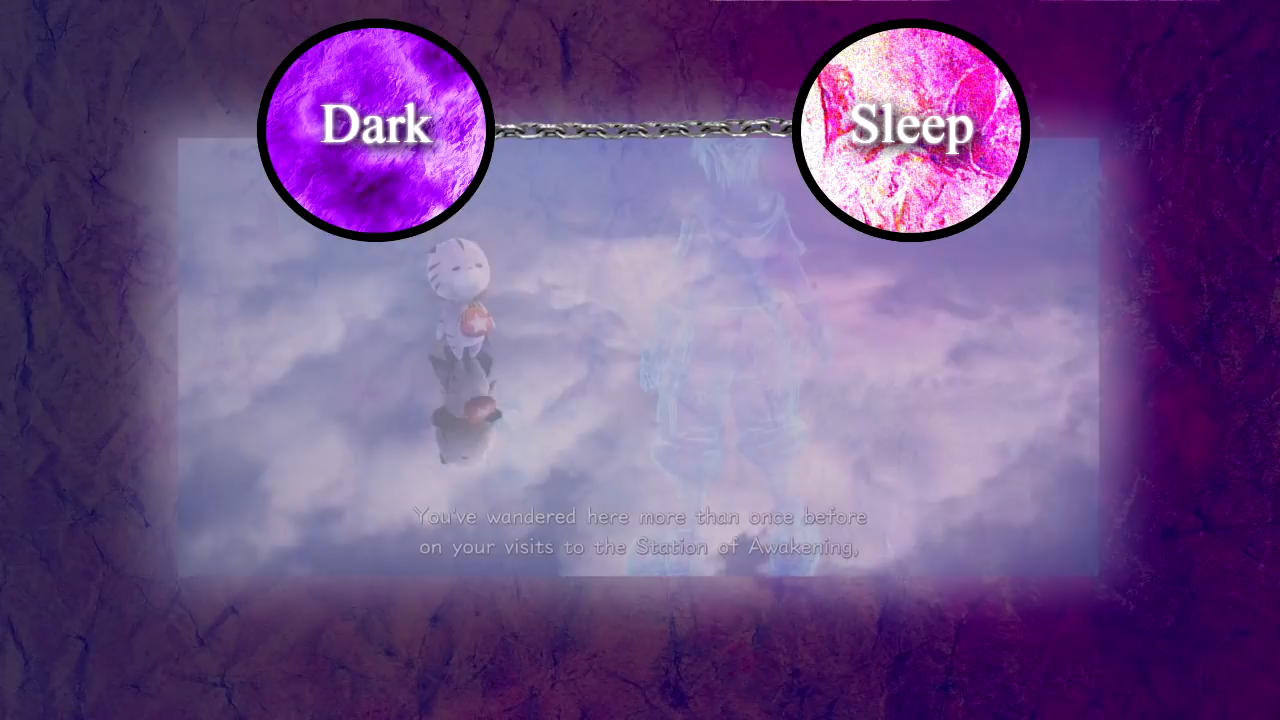 Dark
Sleep
You've wandered here more than once before
on your visits to the Station of Awakening,